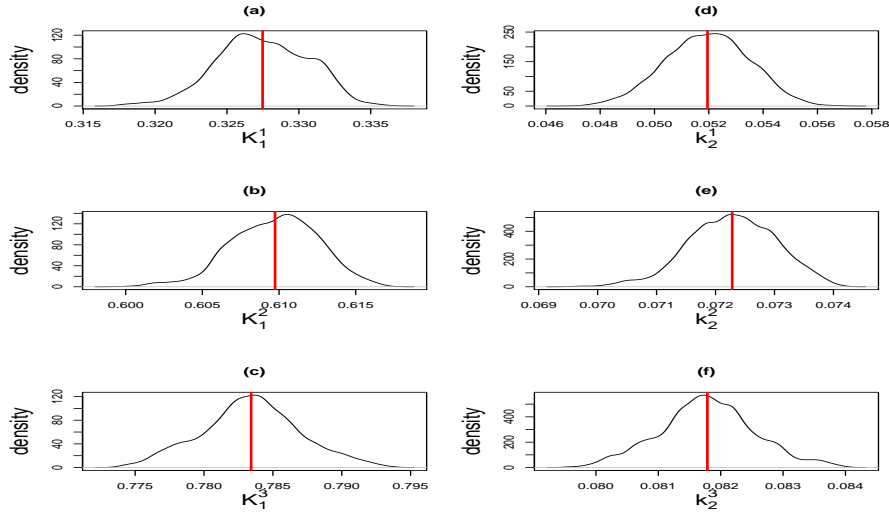 (a)
density
0 40 80 120
0.315 0.320 0.325 0.330 0.335
K₁¹
(d)
density
0 50 150 250
0.046 0.048 0.050 0.052 0.054 0.056 0.058
k₂¹
(b)
density
0 40 80 120
0.600 0.605 0.610 0.615
K₁²
(e)
density
0 200 400
0.069 0.070 0.071 0.072 0.073 0.074
k₂²
(c)
density
0 40 80 120
0.775 0.780 0.785 0.790 0.795
K₁³
(f)
density
0 200 400
0.080 0.081 0.082 0.083 0.084
k₂³